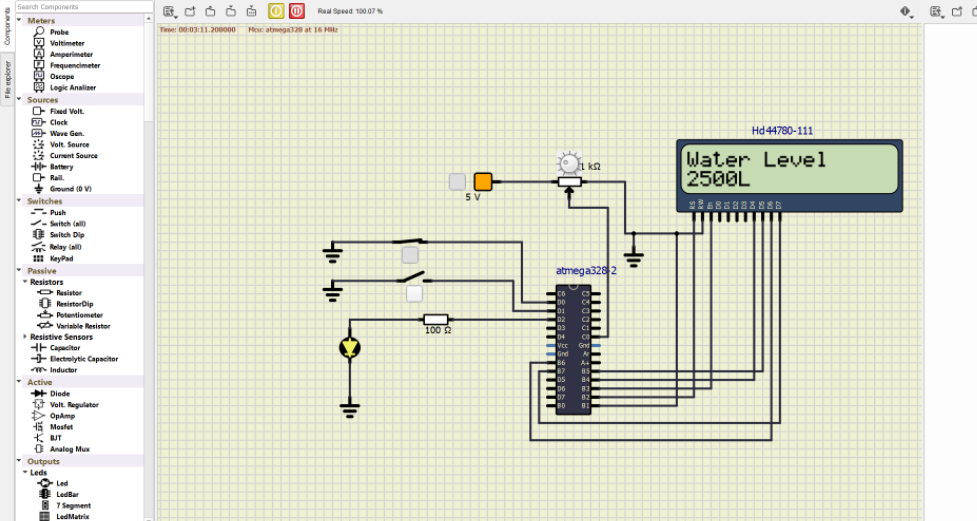 Search Components
Components
File explorer
Meters
Probe
Voltimeter
Amperimeter
Frequencimeter
Oscope
Logic Analizer
Sources
Fixed Volt.
Clock
Wave Gen.
Volt. Source
Current Source
Battery
Rail.
Ground (0 V)
Switches
Push
Switch (all)
Switch Dip
Relay (all)
KeyPad
Passive
Resistors
Resistor
ResistorDip
Potentiometer
Variable Resistor
Resistive Sensors
Capacitor
Electrolytic Capacitor
Inductor
Active
Diode
Volt. Regulator
OpAmp
Mosfet
BJT
Analog Mux
Outputs
Leds
Led
LedBar
7 Segment
LedMatrix
Real Speed: 100.07 %
Time: 00:03:11.200000 Mcu: atmega328 at 16 MHz
Hd44780-111
Water Level
2500L
RS RW En D0 D1 D2 D3 D4 D5 D6 D7
1 kΩ
5 V
atmega328-2
100 Ω
C6 C5
D0 C4
D1 C3
D2 C2
D3 C1
D4 C0
Vcc Gnd
Gnd Ar
B6 A+
B7 B5
D5 B4
D6 B3
D7 B2
B0 B1